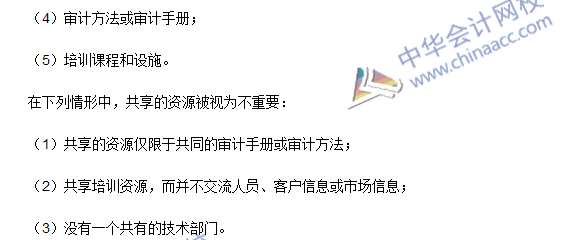 （4）审计方法或审计手册；
（5）培训课程和设施。
在下列情形中，共享的资源被视为不重要：
（1）共享的资源仅限于共同的审计手册或审计方法；
（2）共享培训资源，而并不交流人员、客户信息或市场信息；
（3）没有一个共有的技术部门。
中华会计网校
www.chinaacc.com